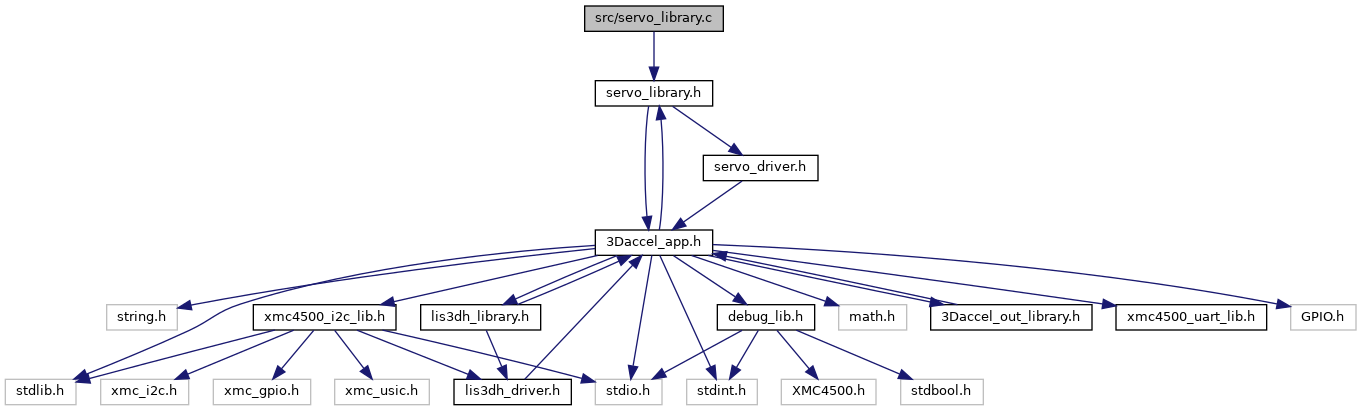 src/servo_library.c
servo_library.h
servo_driver.h
3Daccel_app.h
string.h
xmc4500_i2c_lib.h
lis3dh_library.h
debug_lib.h
math.h
3Daccel_out_library.h
xmc4500_uart_lib.h
GPIO.h
stdlib.h
xmc_i2c.h
xmc_gpio.h
xmc_usic.h
lis3dh_driver.h
stdio.h
stdint.h
XMC4500.h
stdbool.h